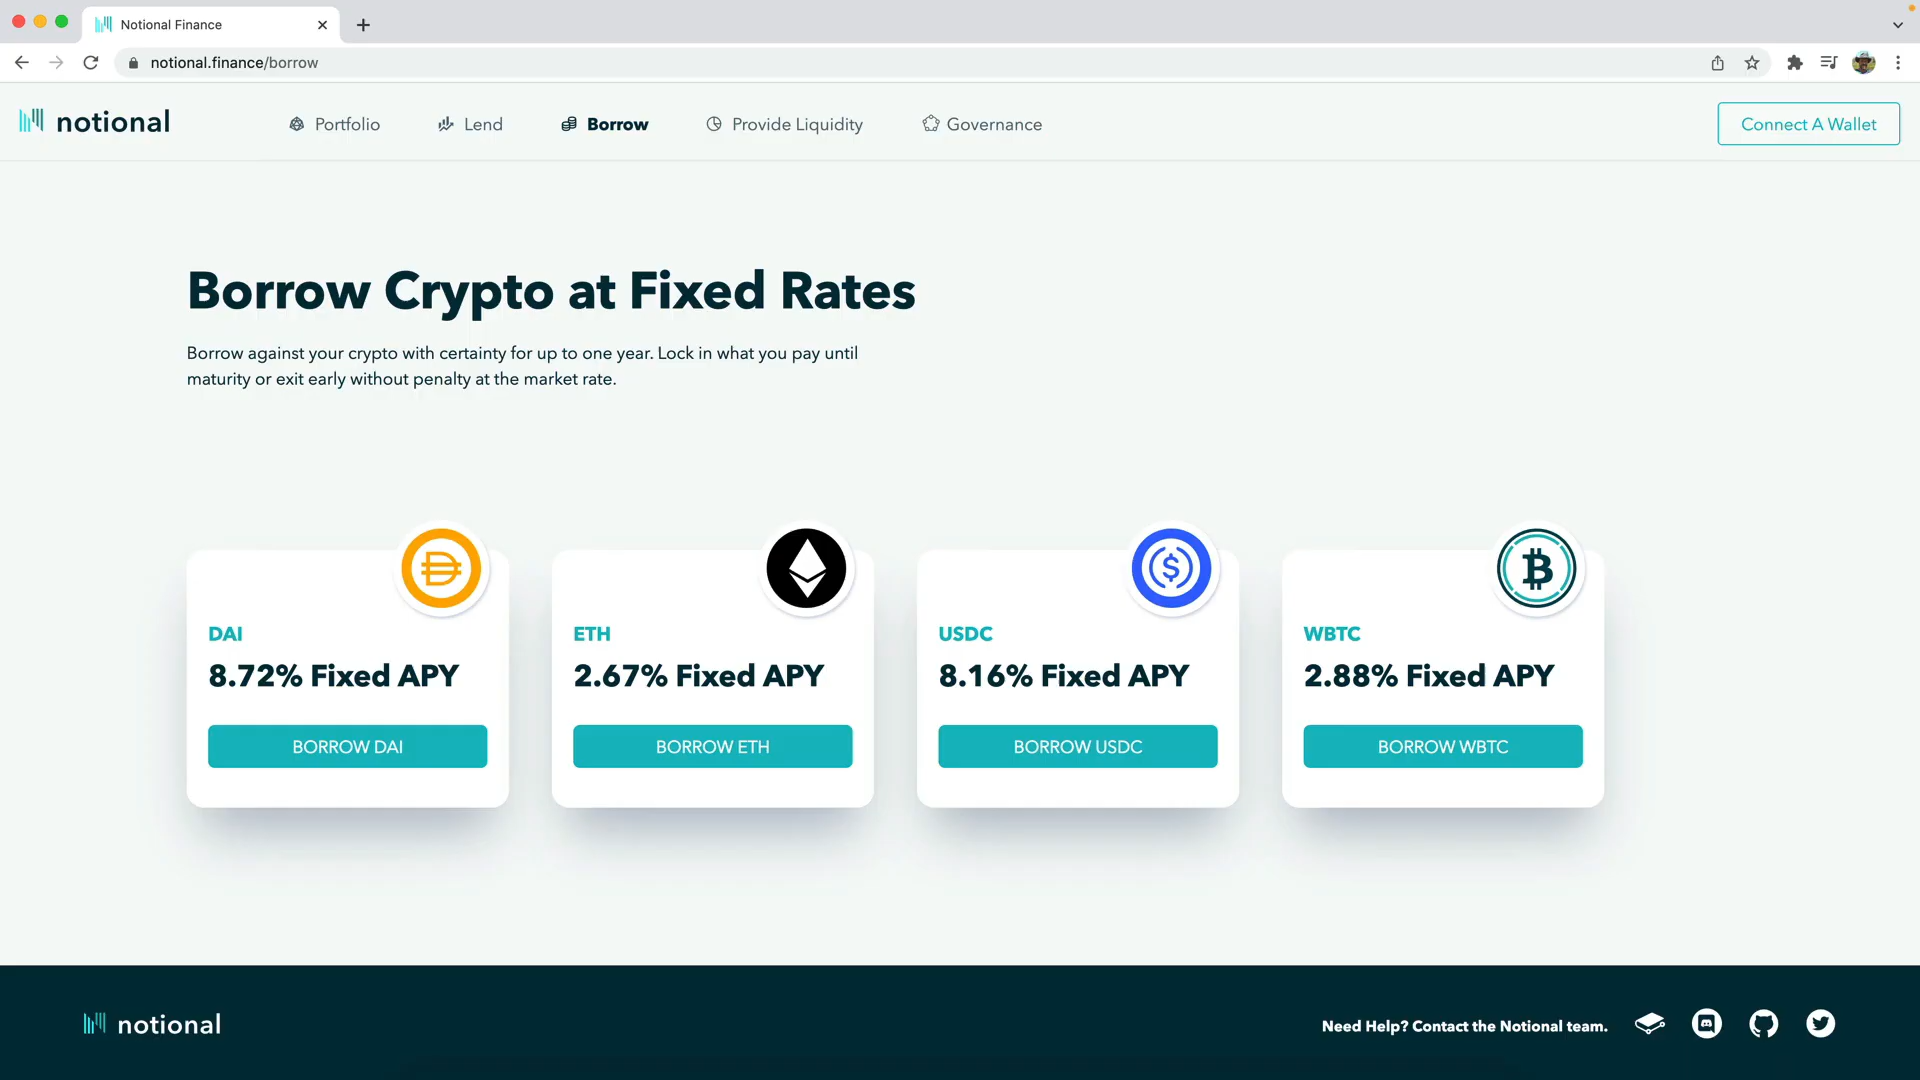 Notional Finance
notional.finance/borrow
notional
Portfolio
Lend
Borrow
Provide Liquidity
Governance
Connect A Wallet
Borrow Crypto at Fixed Rates
Borrow against your crypto with certainty for up to one year. Lock in what you pay until
maturity or exit early without penalty at the market rate.
DAI
8.72% Fixed APY
BORROW DAI
ETH
2.67% Fixed APY
BORROW ETH
USDC
8.16% Fixed APY
BORROW USDC
WBTC
2.88% Fixed APY
BORROW WBTC
notional
Need Help? Contact the Notional team.